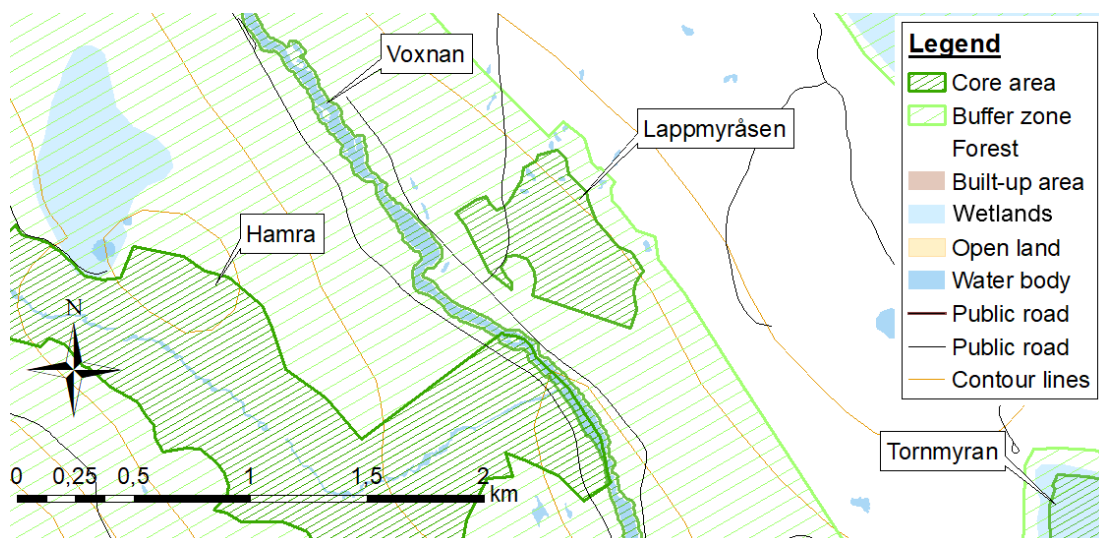 Voxnan
Lappmyråsen
Hamra
Tornmyran
N
0 0,25 0,5 1 1,5 2
km
Legend
Core area
Buffer zone
Forest
Built-up area
Wetlands
Open land
Water body
Public road
Public road
Contour lines